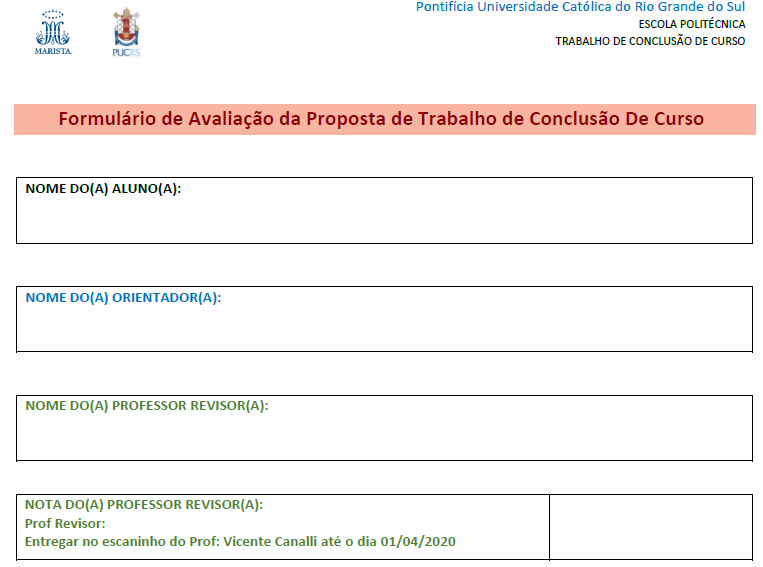 Pontifícia Universidade Católica do Rio Grande do Sul
ESCOLA POLITÉCNICA
TRABALHO DE CONCLUSÃO DE CURSO
MARISTA
PUCRS
Formulário de Avaliação da Proposta de Trabalho de Conclusão De Curso
NOME DO(A) ALUNO(A):
NOME DO(A) ORIENTADOR(A):
NOME DO(A) PROFESSOR REVISOR(A):
NOTA DO(A) PROFESSOR REVISOR(A):
Prof Revisor:
Entregar no escaninho do Prof: Vicente Canalli até o dia 01/04/2020